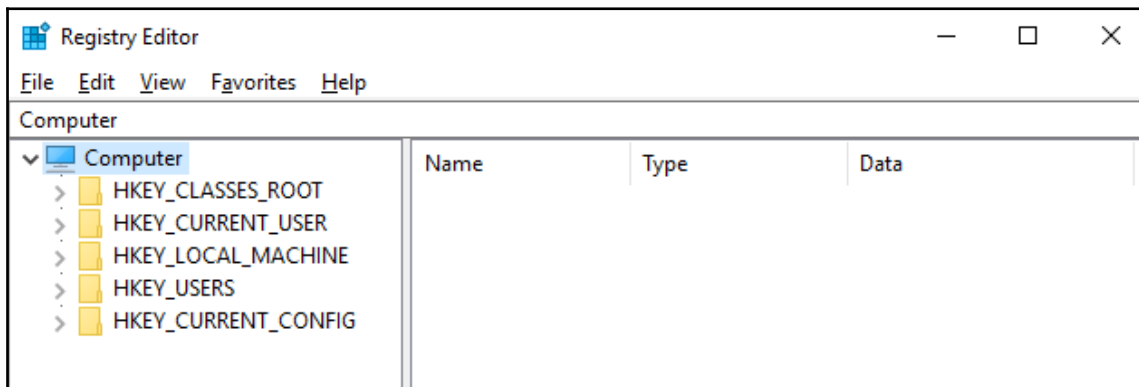 Registry Editor
File Edit View Favorites Help
Computer
Computer
HKEY_CLASSES_ROOT
HKEY_CURRENT_USER
HKEY_LOCAL_MACHINE
HKEY_USERS
HKEY_CURRENT_CONFIG
Name Type Data